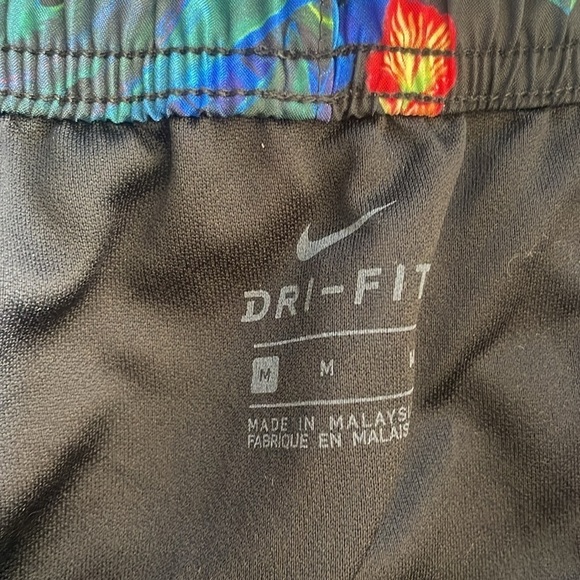 DRI-FIT
M M
MADE IN MALAYSI
FABRIQUE EN MALAIS